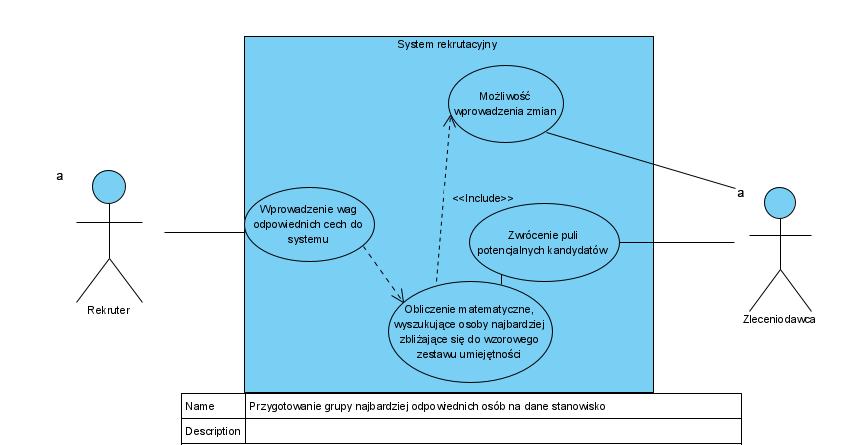 System rekrutacyjny
Możliwość
wprowadzenia zmian
a
a
<<Include>>
Wprowadzenie wag
odpowiednich cech do
systemu
Zwrócenie puli
potencjalnych kandydatów
Rekruter
Obliczenie matematyczne,
wyszukujące osoby najbardziej
zbliżające się do wzorowego
zestawu umiejętności
Zleceniodawca
Name Przygotowanie grupy najbardziej odpowiednich osób na dane stanowisko
Description